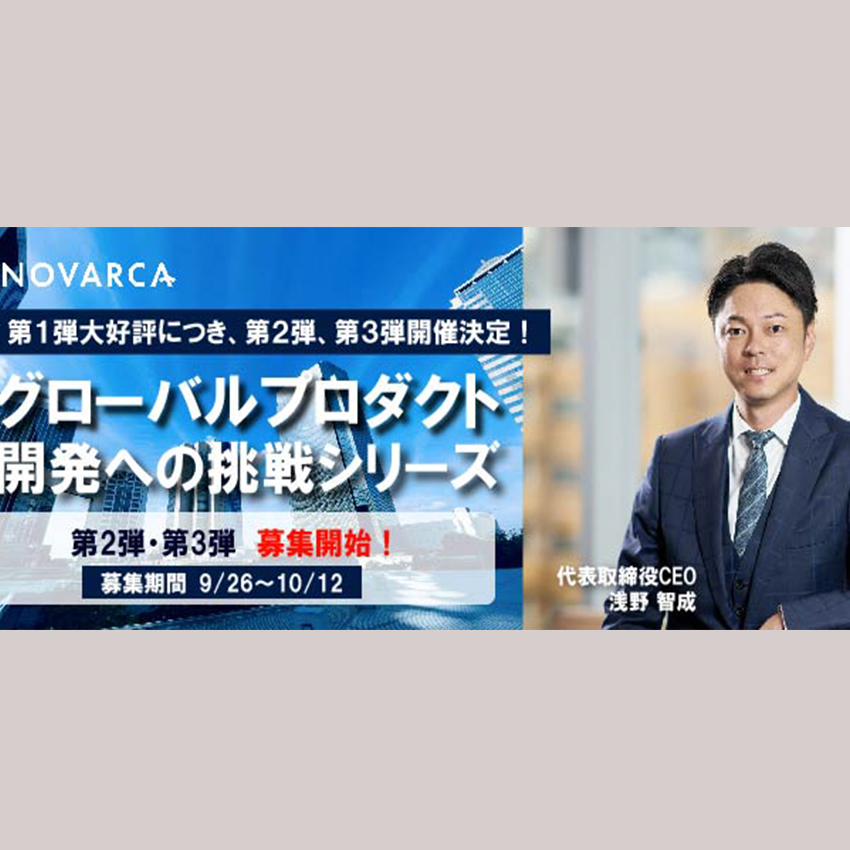 NOVARCA
第1弾大好評につき、第2弾、第3弾開催決定！
グローバルプロダクト
開発への挑戦シリーズ
第2弾・第3弾 募集開始！
募集期間 9/26～10/12
代表取締役CEO
浅野 智成